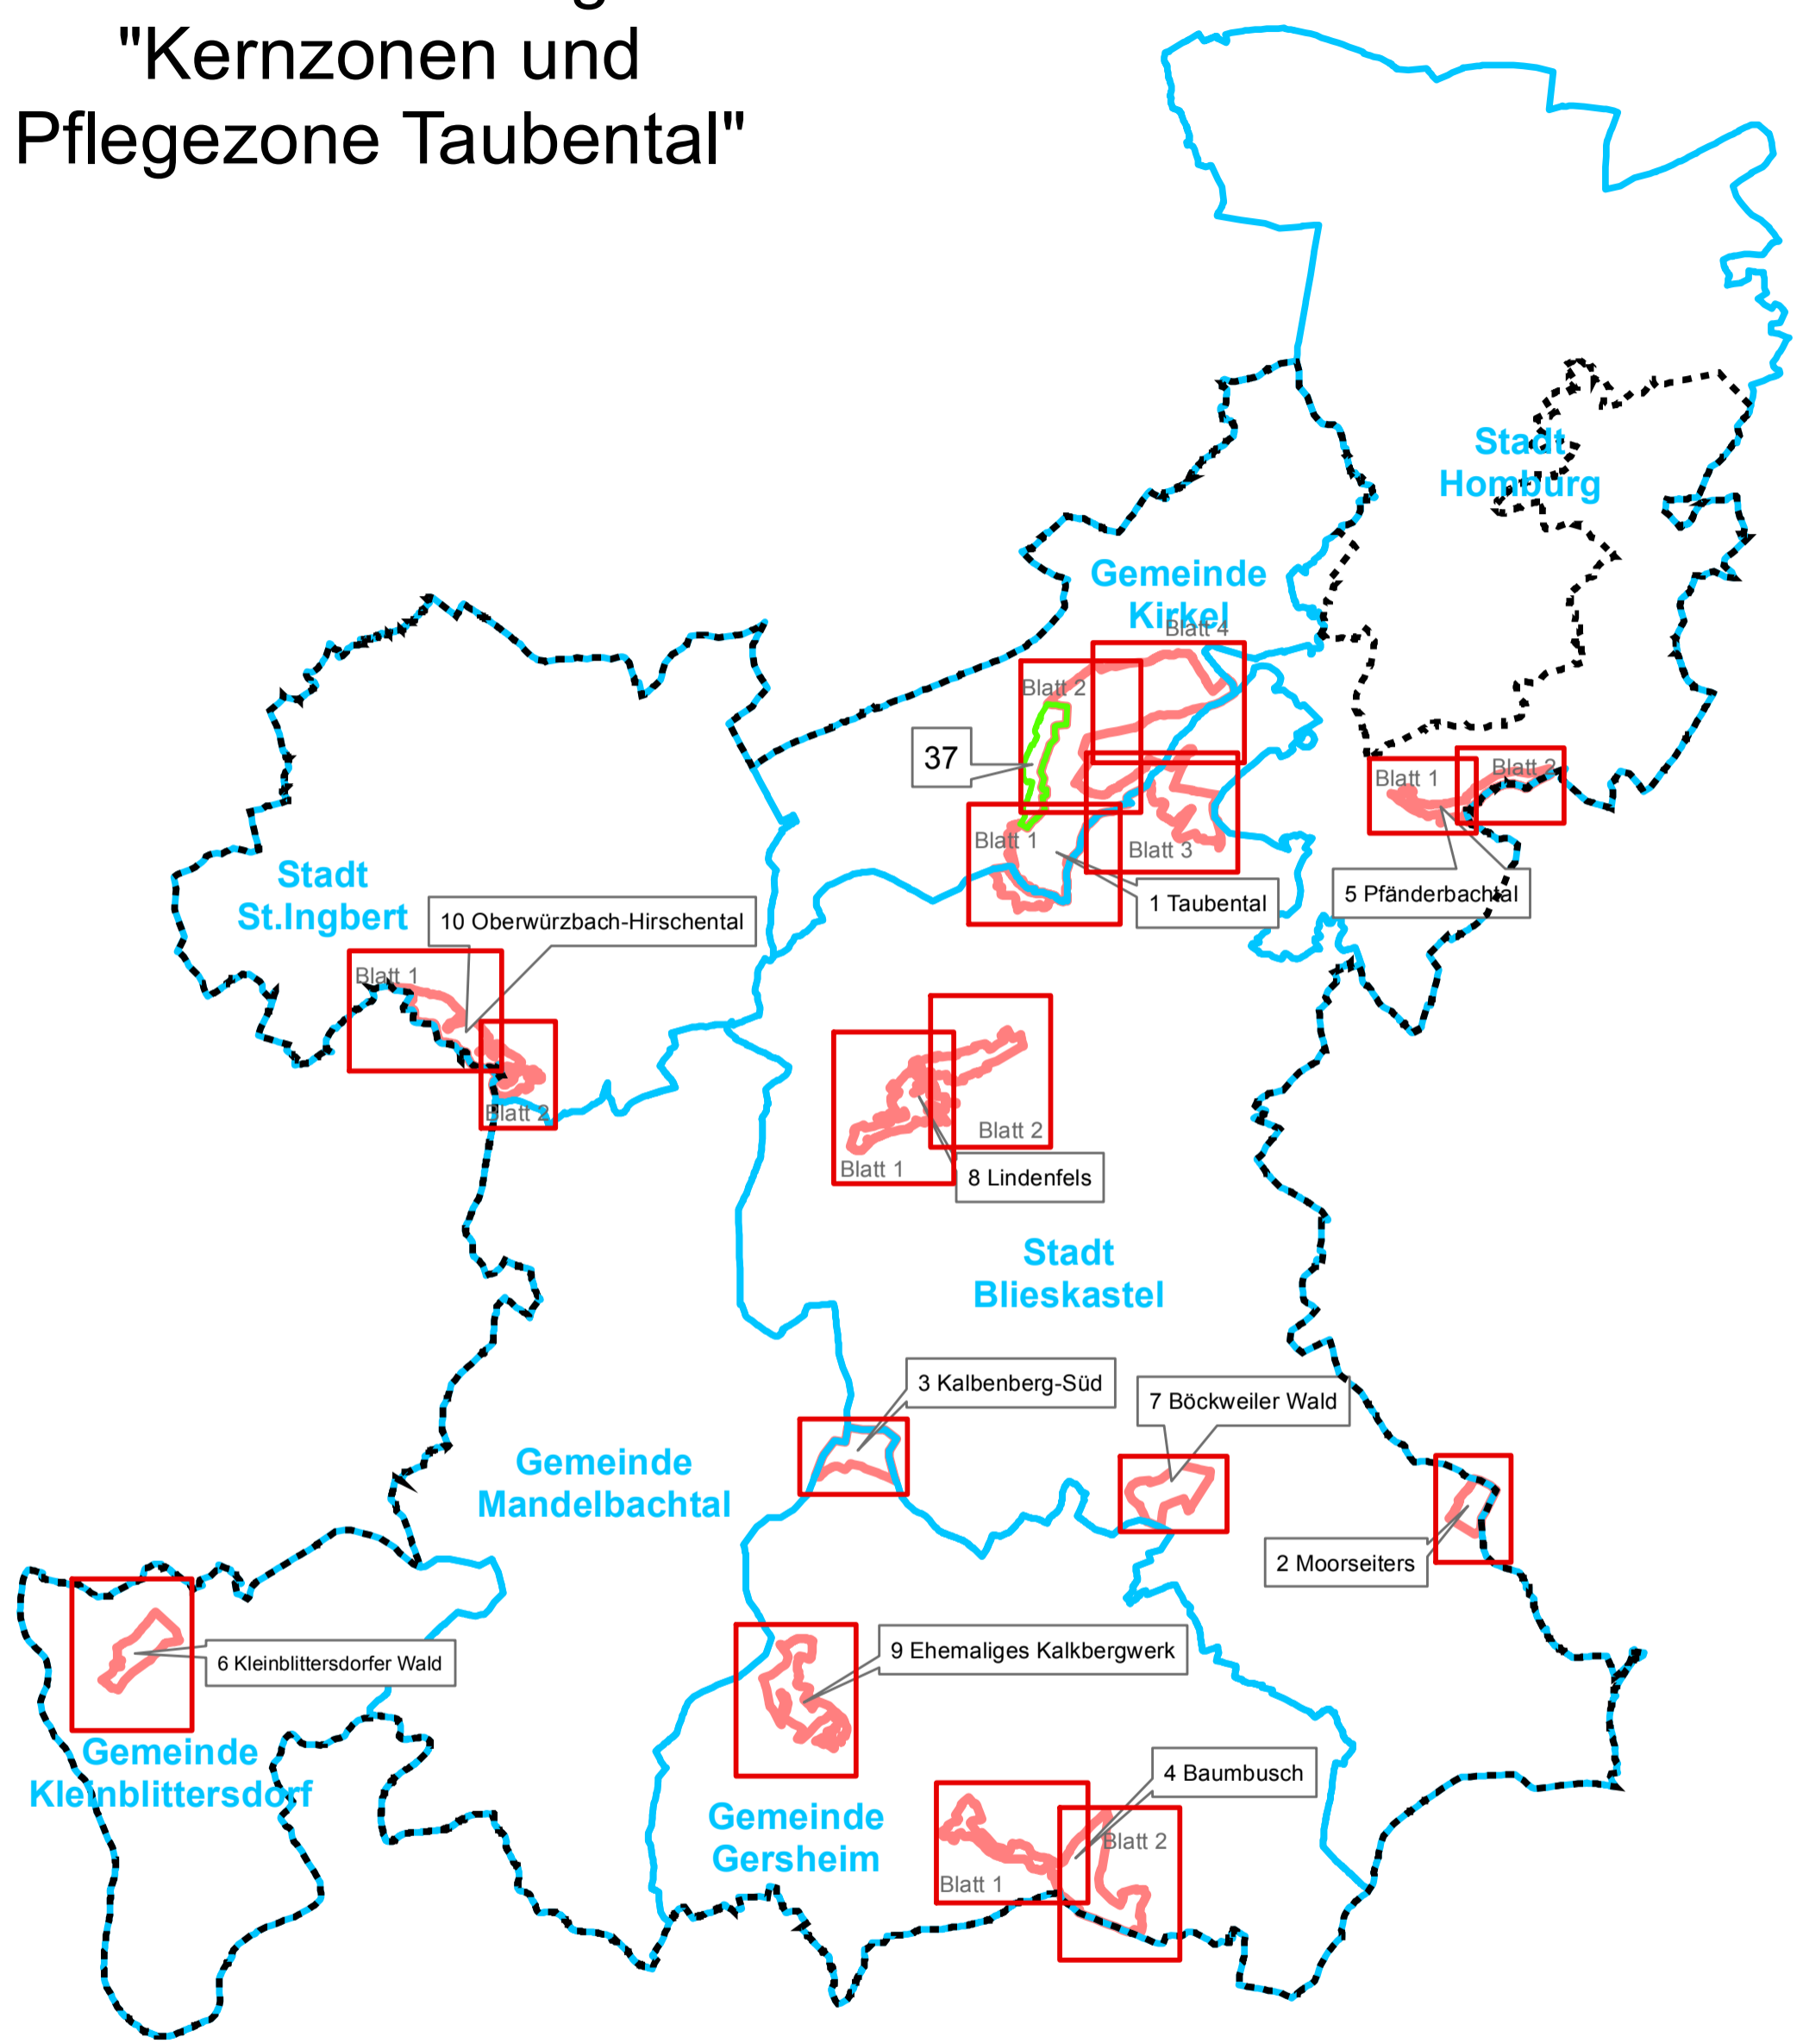 "Kernzonen und
Pflegezone Taubental"
Stadt
Homburg
Gemeinde
Kirkel
Blatt 4
Blatt 2
37
Blatt 1
Blatt 3
1 Taubental
Blatt 1
Blatt 2
5 Pfänderbachtal
Stadt
St.Ingbert
10 Oberwürzbach-Hirschental
Blatt 1
Blatt 2
Blatt 2
Blatt 1
8 Lindenfels
Stadt
Blieskastel
3 Kalbenberg-Süd
7 Böckweiler Wald
Gemeinde
Mandelbachtal
2 Moorseiters
6 Kleinblittersdorfer Wald
9 Ehemaliges Kalkbergwerk
Gemeinde
Kleinblittersdorf
4 Baumbusch
Gemeinde
Gersheim
Blatt 2
Blatt 1